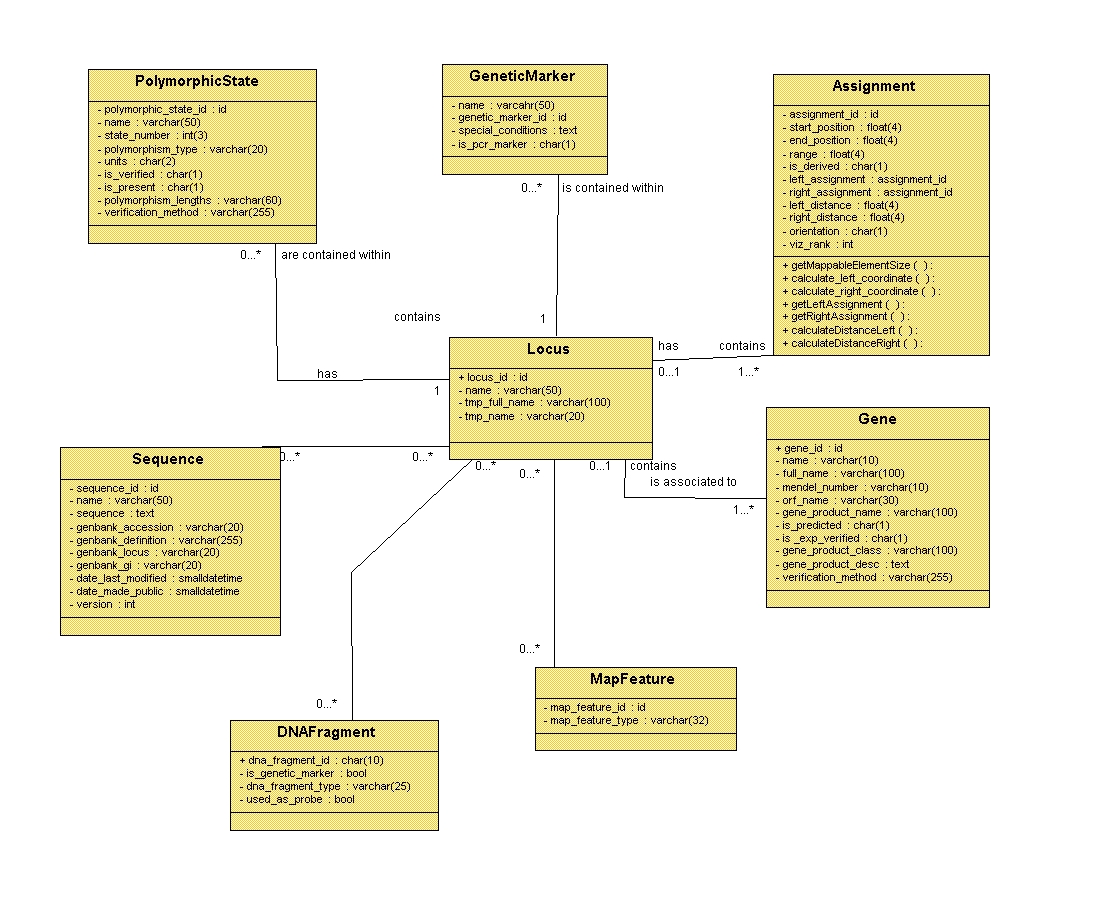 PolymorphicState
- polymorphic_state_id : id
- name : varchar(50)
- state_number : int(3)
- polymorphism_type : varchar(20)
- units : char(2)
- is_verified : char(1)
- is_present : char(1)
- polymorphism_lengths : varchar(60)
- verification_method : varchar(255)
GeneticMarker
- name : varcahr(50)
- genetic_marker_id : id
- special_conditions : text
- is_pcr_marker : char(1)
Assignment
- assignment_id : id
- start_position : float(4)
- end_position : float(4)
- range : float(4)
- is_derived : char(1)
- left_assignment : assignment_id
- right_assignment : assignment_id
- left_distance : float(4)
- right_distance : float(4)
- orientation : char(1)
- viz_rank : int
+ getMappableElementSize ( ) :
+ calculate_left_coordinate ( ) :
+ calculate_right_coordinate ( ) :
+ getLeftAssignment ( ) :
+ getRightAssignment ( ) :
+ calculateDistanceLeft ( ) :
+ calculateDistanceRight ( ) :
0...* is contained within
0...* are contained within
contains
1
has
1
Locus
+ locus_id : id
- name : varchar(50)
- tmp_full_name : varchar(100)
- tmp_name : varchar(20)
has contains
0...1 1...*
Gene
+ gene_id : id
- name : varchar(10)
- full_name : varchar(100)
- mendel_number : varchar(10)
- orf_name : varchar(30)
- gene_product_name : varchar(100)
- is_predicted : char(1)
- is _exp_verified : char(1)
- gene_product_class : varchar(100)
- gene_product_desc : text
- verification_method : varchar(255)
Sequence
- sequence_id : id
- name : varchar(50)
- sequence : text
- genbank_accession : varchar(20)
- genbank_definition : varchar(255)
- genbank_locus : varchar(20)
- genbank_gi : varchar(20)
- date_last_modified : smalldatetime
- date_made_public : smalldatetime
- version : int
0...* 0...*
0...*
0...*
0...1 contains
is associated to
1...*
0...*
0...*
MapFeature
- map_feature_id : id
- map_feature_type : varchar(32)
DNAFragment
+ dna_fragment_id : char(10)
- is_genetic_marker : bool
- dna_fragment_type : varchar(25)
- used_as_probe : bool